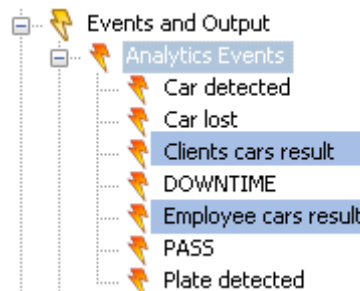 Events and Output
Analytics Events
Car detected
Car lost
Clients cars result
DOWNTIME
Employee cars result
PASS
Plate detected